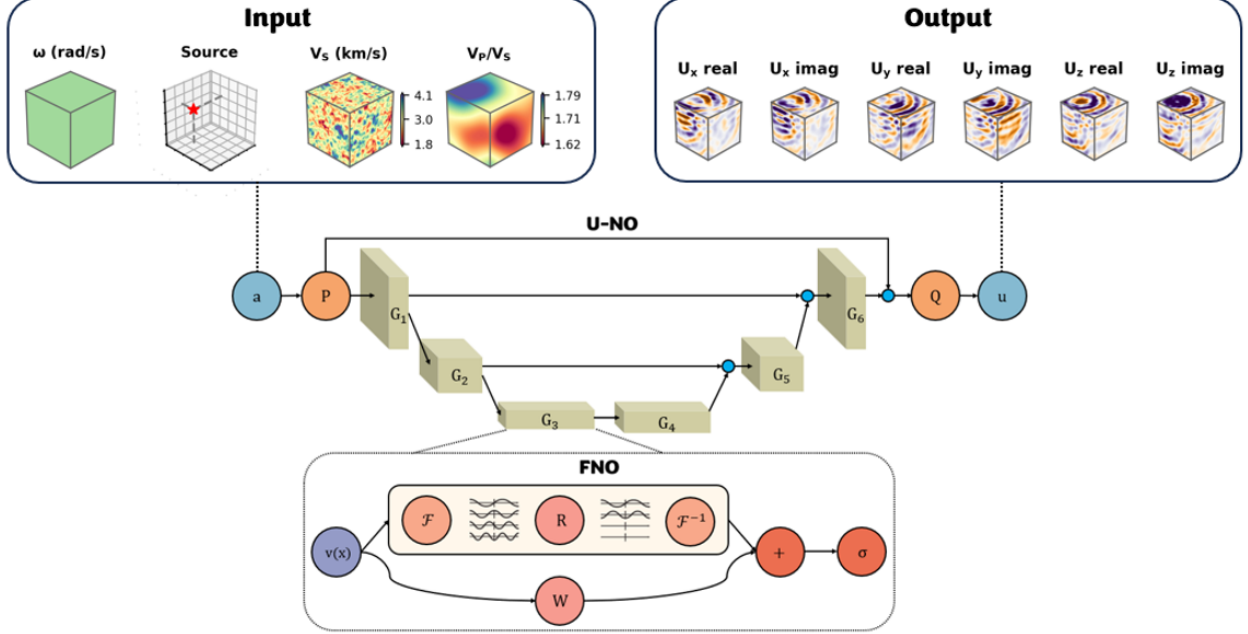 Input
ω (rad/s)
Source
V_S (km/s)
V_P/V_S
4.1
3.0
1.8
1.79
1.71
1.62
Output
U_x real
U_x imag
U_y real
U_y imag
U_z real
U_z imag
U-NO
a
P
G_1
G_2
G_3
G_4
G_5
G_6
Q
u
FNO
v(x)
ℱ
R
ℱ⁻¹
W
+
σ